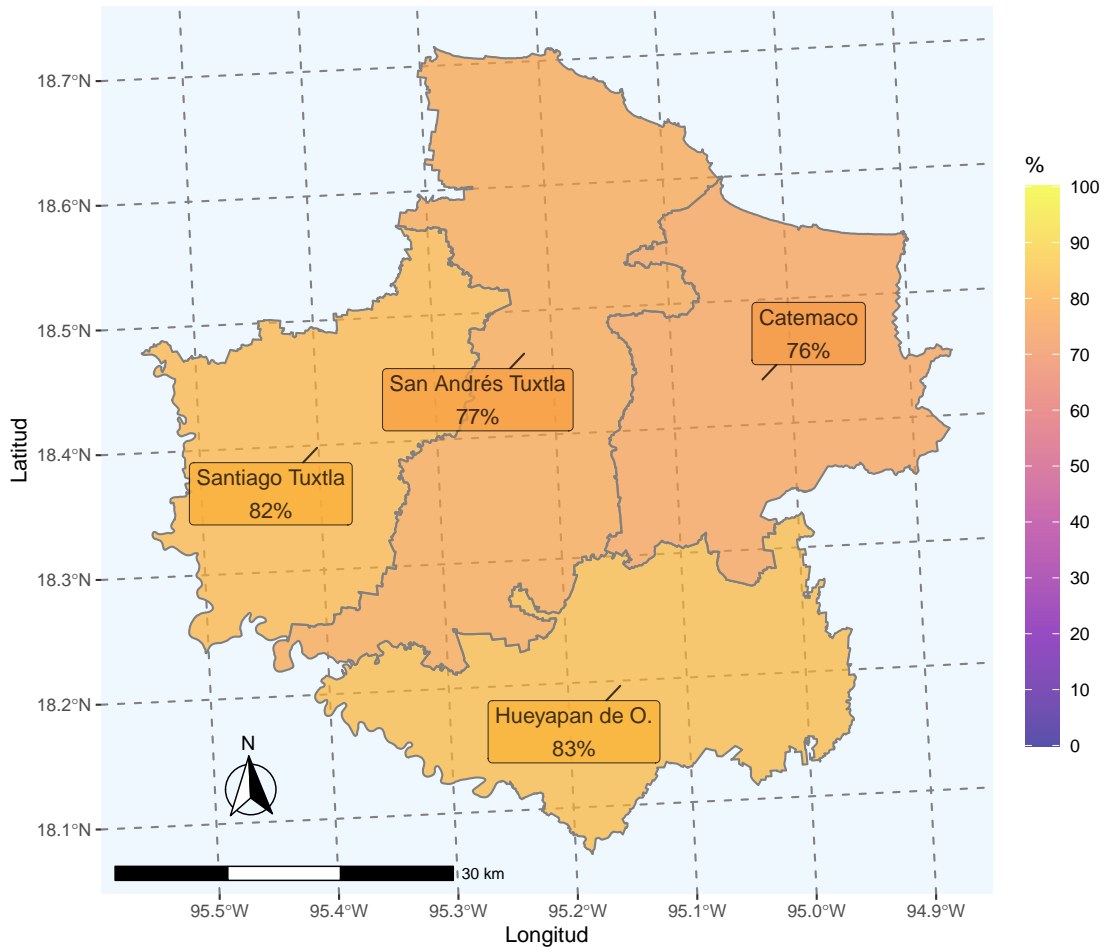 18.7°N
18.6°N
18.5°N
18.4°N
18.3°N
18.2°N
18.1°N
Latitud
Catemaco
76%
San Andrés Tuxtla
77%
Santiago Tuxtla
82%
Hueyapan de O.
83%
N
30 km
95.5°W
95.4°W
95.3°W
95.2°W
95.1°W
95.0°W
94.9°W
Longitud
%
100
90
80
70
60
50
40
30
20
10
0